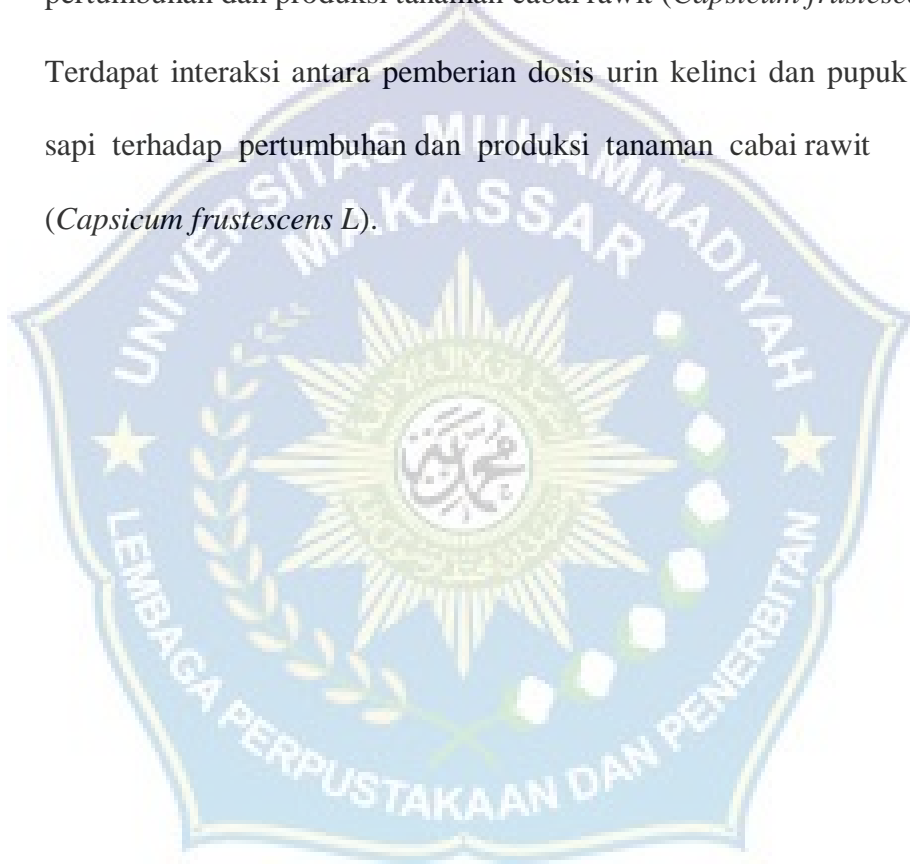 pertumbuhan dan produksi tanaman cabai rawit (Capsicum frustesce
Terdapat interaksi antara pemberian dosis urin kelinci dan pupuk
sapi terhadap pertumbuhan dan produksi tanaman cabai rawit
(Capsicum frustescens L).
UNIVERSITAS MUHAMMADIYAH
MAKASSAR
LEMBAGA PERPUSTAKAAN DAN PENERBITAN